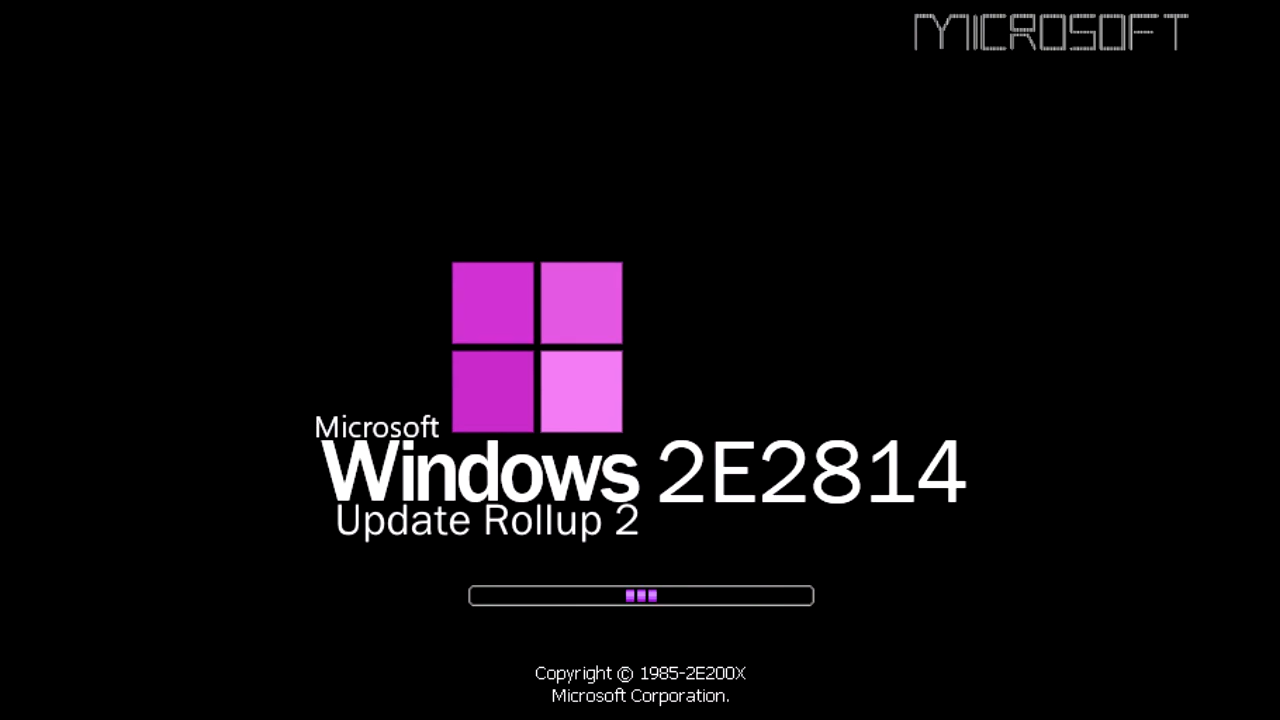 MICROSOFT
Microsoft
Windows 2E2814
Update Rollup 2
Copyright © 1985-2E200X
Microsoft Corporation.